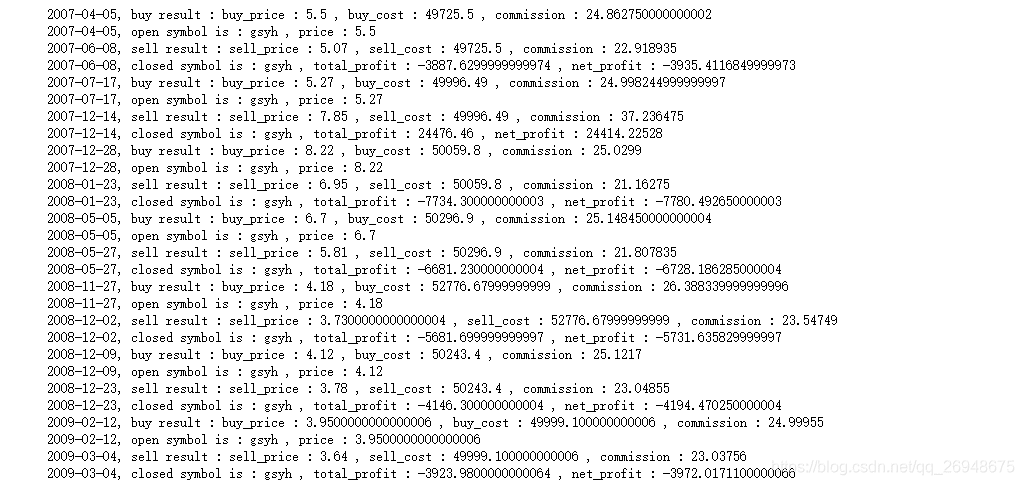 2007-04-05, buy result : buy_price : 5.5 , buy_cost : 49725.5 , commission : 24.862750000000002
2007-04-05, open symbol is : gsyh , price : 5.5
2007-06-08, sell result : sell_price : 5.07 , sell_cost : 49725.5 , commission : 22.918935
2007-06-08, closed symbol is : gsyh , total_profit : -3887.6299999999974 , net_profit : -3935.4116849999973
2007-07-17, buy result : buy_price : 5.27 , buy_cost : 49996.49 , commission : 24.998244999999997
2007-07-17, open symbol is : gsyh , price : 5.27
2007-12-14, sell result : sell_price : 7.85 , sell_cost : 49996.49 , commission : 37.236475
2007-12-14, closed symbol is : gsyh , total_profit : 24476.46 , net_profit : 24414.22528
2007-12-28, buy result : buy_price : 8.22 , buy_cost : 50059.8 , commission : 25.0299
2007-12-28, open symbol is : gsyh , price : 8.22
2008-01-23, sell result : sell_price : 6.95 , sell_cost : 50059.8 , commission : 21.16275
2008-01-23, closed symbol is : gsyh , total_profit : -7734.300000000003 , net_profit : -7780.492650000003
2008-05-05, buy result : buy_price : 6.7 , buy_cost : 50296.9 , commission : 25.148450000000004
2008-05-05, open symbol is : gsyh , price : 6.7
2008-05-27, sell result : sell_price : 5.81 , sell_cost : 50296.9 , commission : 21.807835
2008-05-27, closed symbol is : gsyh , total_profit : -6681.230000000004 , net_profit : -6728.186285000004
2008-11-27, buy result : buy_price : 4.18 , buy_cost : 52776.67999999999 , commission : 26.388339999999996
2008-11-27, open symbol is : gsyh , price : 4.18
2008-12-02, sell result : sell_price : 3.7300000000000004 , sell_cost : 52776.67999999999 , commission : 23.54749
2008-12-02, closed symbol is : gsyh , total_profit : -5681.699999999997 , net_profit : -5731.635829999997
2008-12-09, buy result : buy_price : 4.12 , buy_cost : 50243.4 , commission : 25.1217
2008-12-09, open symbol is : gsyh , price : 4.12
2008-12-23, sell result : sell_price : 3.78 , sell_cost : 50243.4 , commission : 23.04855
2008-12-23, closed symbol is : gsyh , total_profit : -4146.300000000004 , net_profit : -4194.470250000004
2009-02-12, buy result : buy_price : 3.9500000000000006 , buy_cost : 49999.100000000006 , commission : 24.99955
2009-02-12, open symbol is : gsyh , price : 3.9500000000000006
2009-03-04, sell result : sell_price : 3.64 , sell_cost : 49999.100000000006 , commission : 23.03756
2009-03-04, closed symbol is : gsyh , total_profit : -3923.9800000000064 , net_profit : -3972.0171100000066
https://blog.csdn.net/qq_26948675